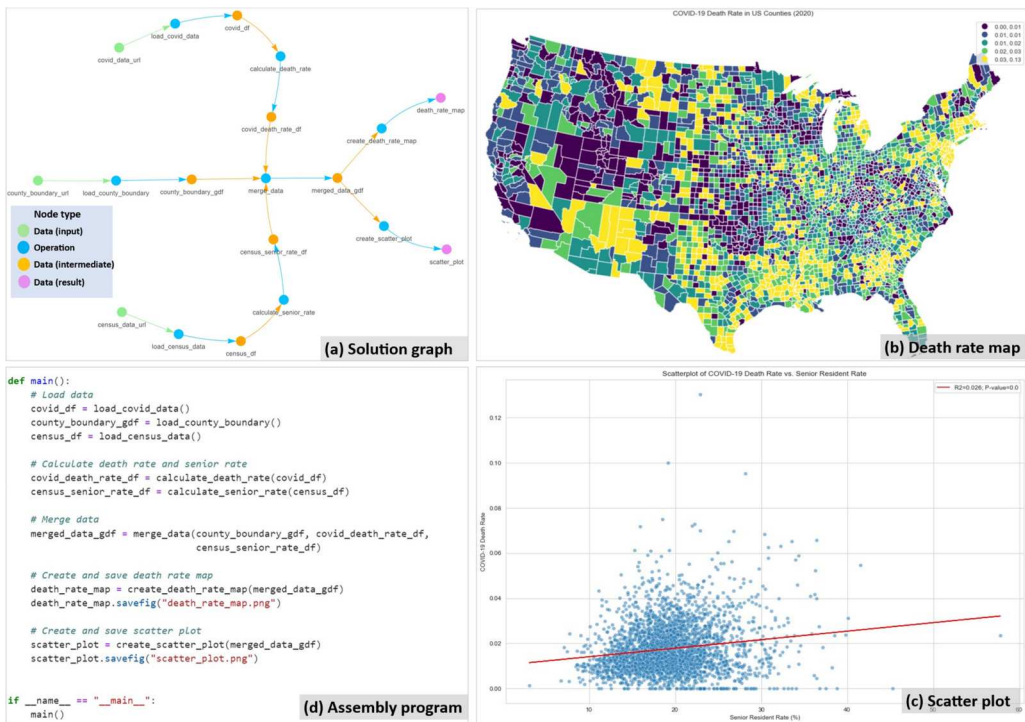 covid_df
load_covid_data
covid_data_url
calculate_death_rate
death_rate_map
covid_death_rate_df
create_death_rate_map
county_boundary_url
load_county_boundary
county_boundary_gdf
merge_data
merged_data_gdf
Node type
Data (input)
Operation
Data (intermediate)
Data (result)
create_scatter_plot
census_senior_rate_df
scatter_plot
census_data_url
calculate_senior_rate
load_census_data
census_df
(a) Solution graph
COVID-19 Death Rate in US Counties (2020)
0.00, 0.01
0.01, 0.01
0.01, 0.02
0.02, 0.03
0.03, 0.13
(b) Death rate map
def main():
# Load data
covid_df = load_covid_data()
county_boundary_gdf = load_county_boundary()
census_df = load_census_data()
# Calculate death rate and senior rate
covid_death_rate_df = calculate_death_rate(covid_df)
census_senior_rate_df = calculate_senior_rate(census_df)
# Merge data
merged_data_gdf = merge_data(county_boundary_gdf, covid_death_rate_df,
census_senior_rate_df)
# Create and save death rate map
death_rate_map = create_death_rate_map(merged_data_gdf)
death_rate_map.savefig("death_rate_map.png")
# Create and save scatter plot
scatter_plot = create_scatter_plot(merged_data_gdf)
scatter_plot.savefig("scatter_plot.png")
if __name__ == "__main__":
main()
(d) Assembly program
Scatterplot of COVID-19 Death Rate vs. Senior Resident Rate
R2=0.026; P-value=0.0
0.12
0.10
0.08
0.06
0.04
0.02
0.00
COVID-19 Death Rate
10
20
30
40
60
Senior Resident Rate (%)
(c) Scatter plot